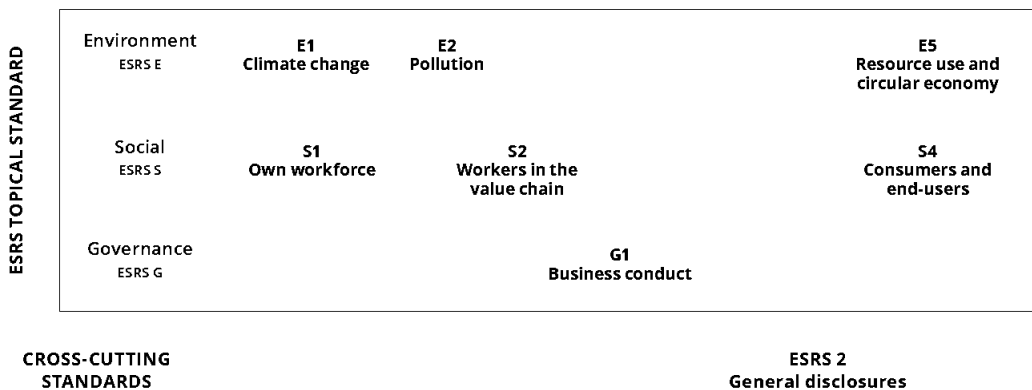 ESRS TOPICAL STANDARD
Environment
ESRS E
E1
Climate change
E2
Pollution
E5
Resource use and
circular economy
Social
ESRS S
S1
Own workforce
S2
Workers in the
value chain
S4
Consumers and
end-users
Governance
ESRS G
G1
Business conduct
CROSS-CUTTING
STANDARDS
ESRS 2
General disclosures